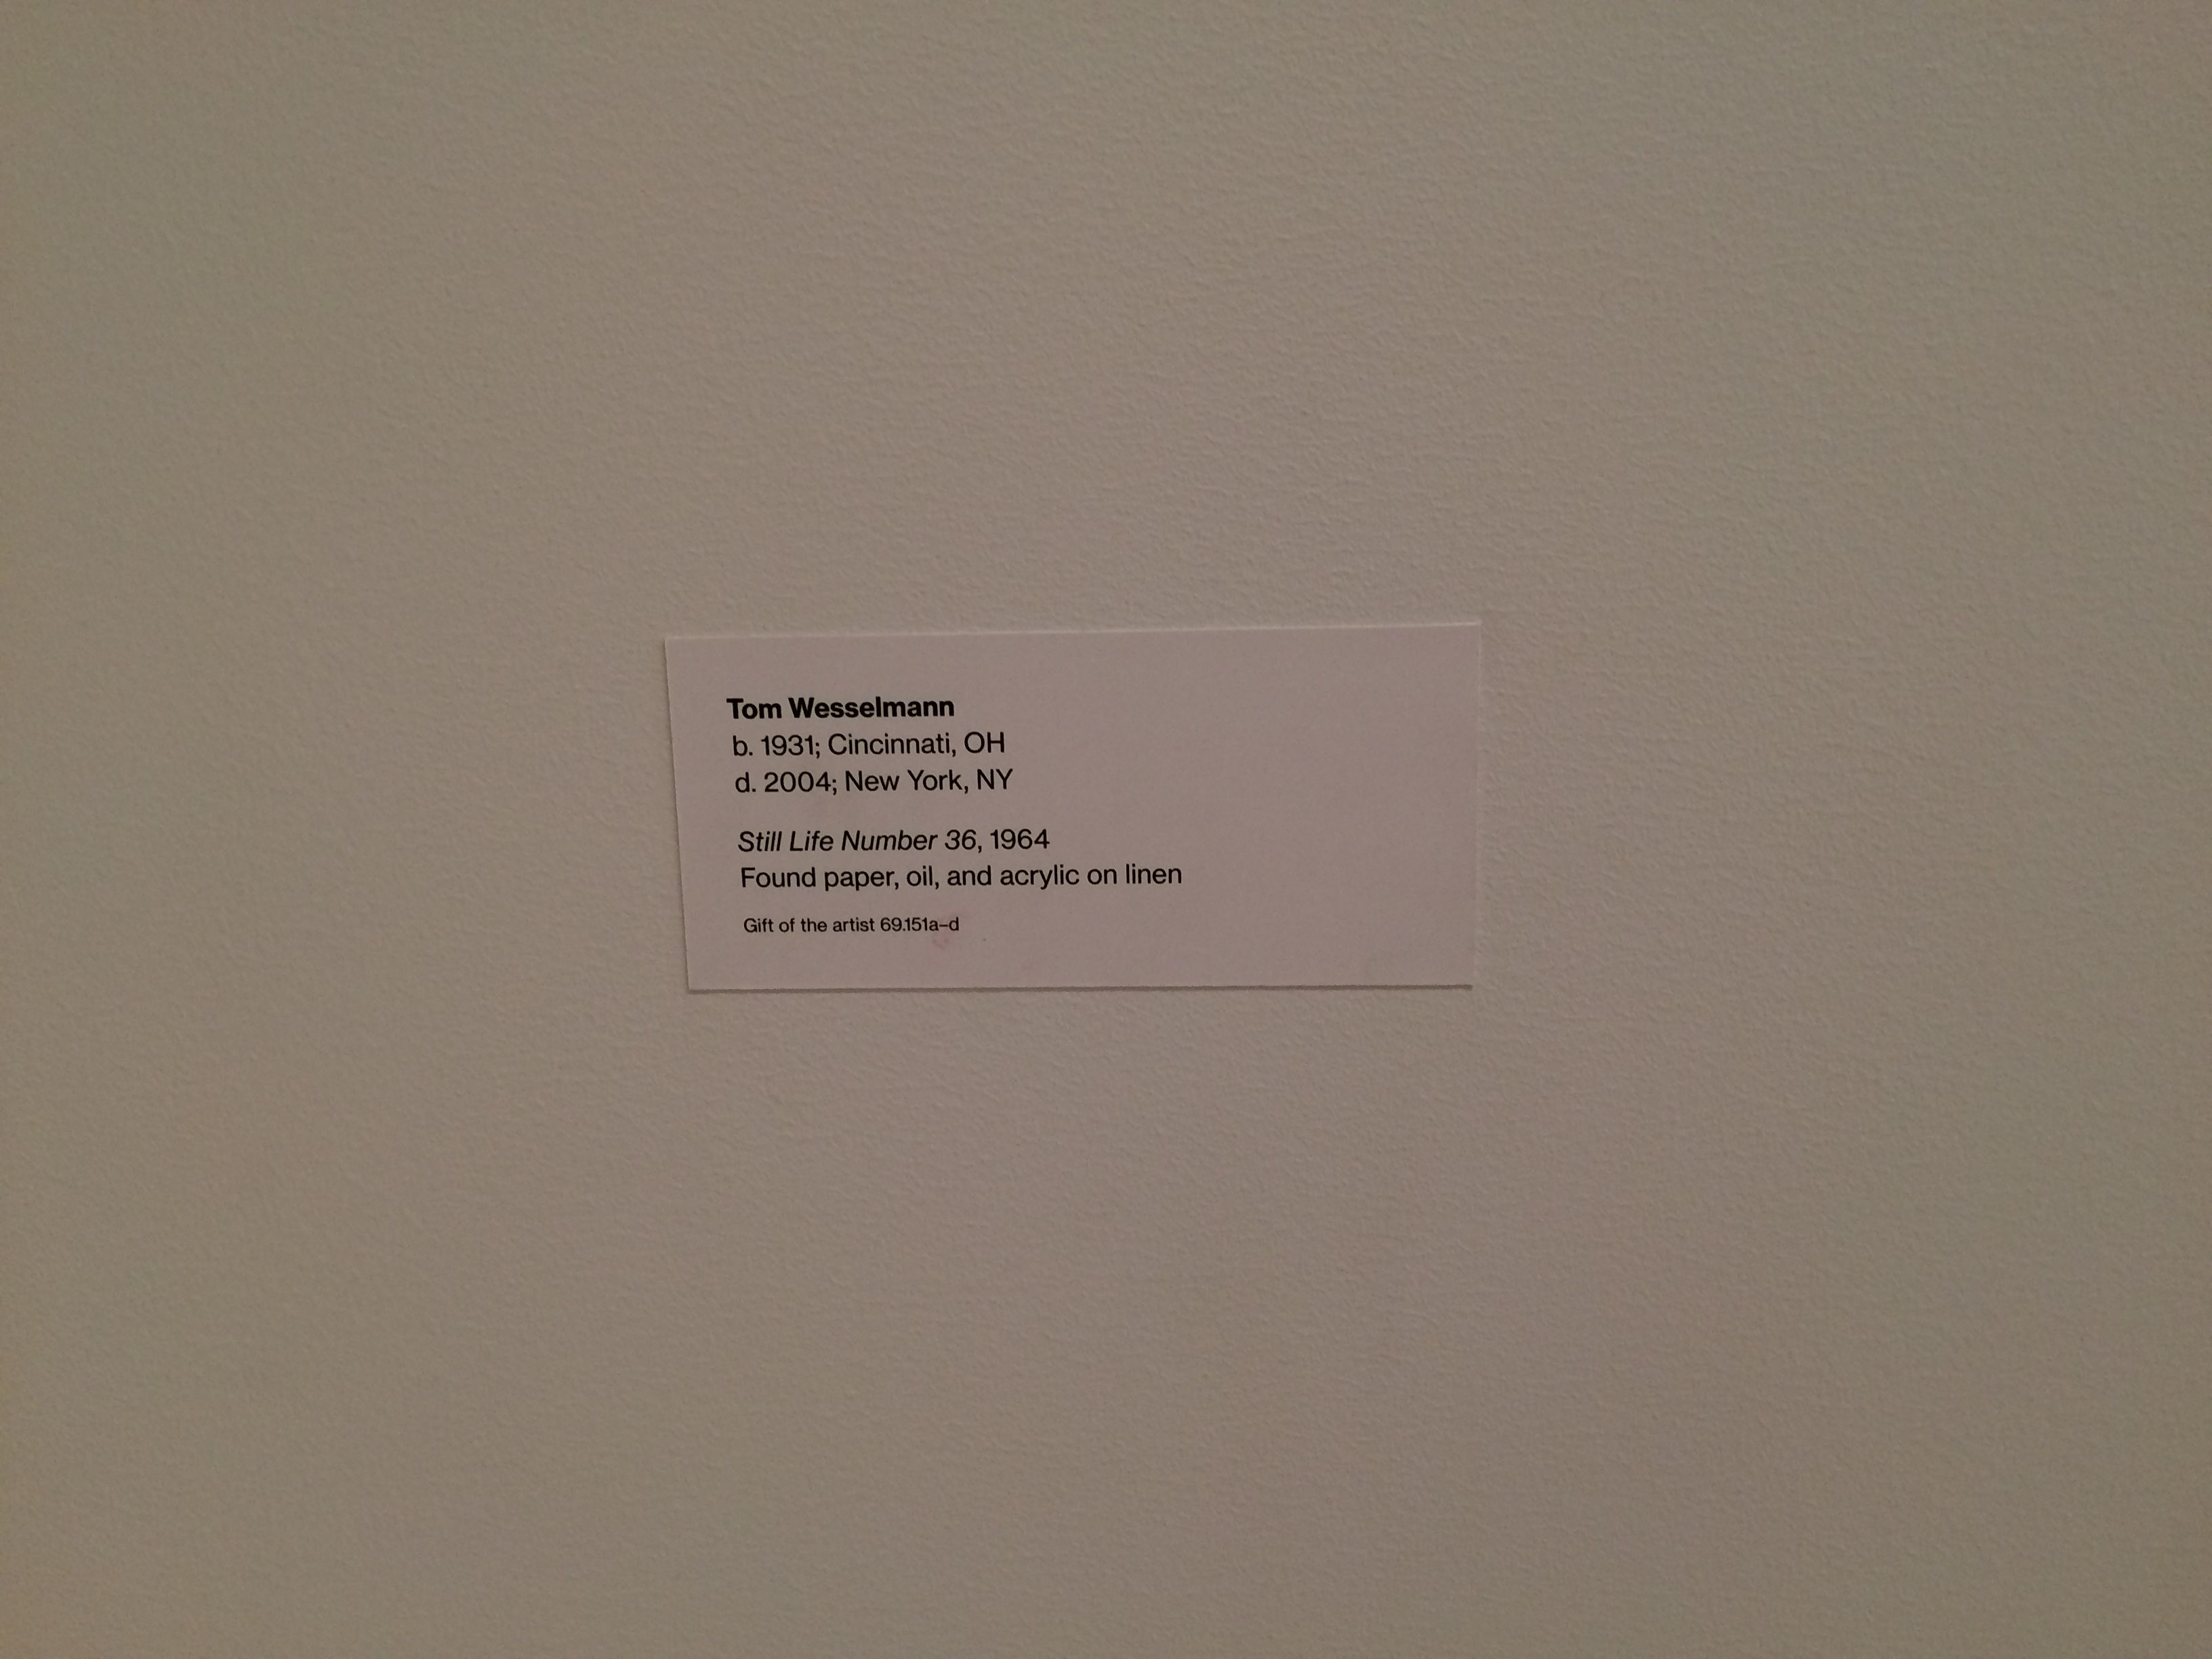 Tom Wesselmann
b. 1931; Cincinnati, OH
d. 2004; New York, NY
Still Life Number 36, 1964
Found paper, oil, and acrylic on linen
Gift of the artist 69.151a–d